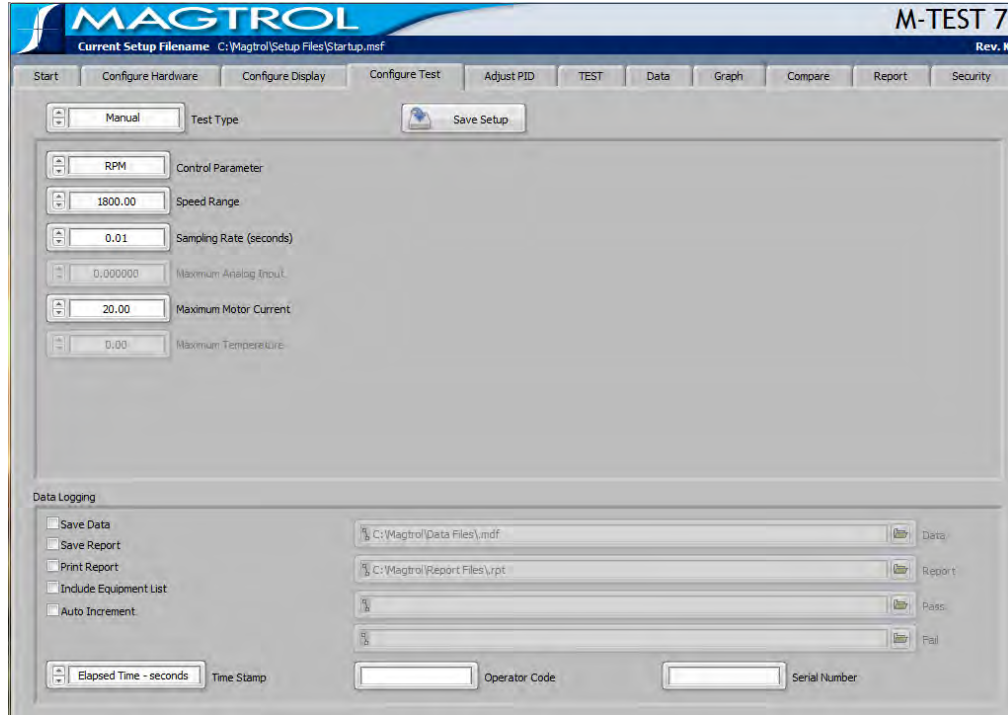 MAGTROL
M-TEST 7
Current Setup Filename C:\Magtrol\Setup Files\Startup.msf
Rev. K
Start Configure Hardware Configure Display Configure Test Adjust PID TEST Data Graph Compare Report Security
Manual Test Type Save Setup
RPM Control Parameter
1800.00 Speed Range
0.01 Sampling Rate (seconds)
0.000000 Maximum Analog Input
20.00 Maximum Motor Current
0.00 Maximum Temperature
Data Logging
Save Data
C:\Magtrol\Data Files\.mdf Data
Save Report
Print Report
C:\Magtrol\Report Files\.rpt Report
Include Equipment List
Pass
Auto Increment
Fail
Elapsed Time - seconds Time Stamp Operator Code Serial Number